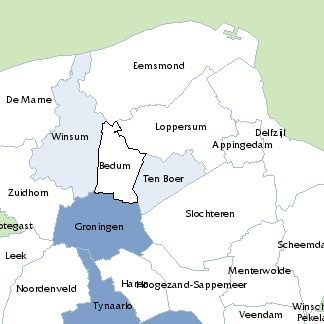 Eemsmond
De Marne
Winsum
Loppersum
Delfzijl
Appingedam
Bedum
Ten Boer
Zuidhorn
Slochteren
otegast
Groningen
Scheemda
Leek
Menterwolde
Noordenveld
Haren
Hoogezand-Sappemeer
Tynaarlo
Veendam
Winsch
Pekela